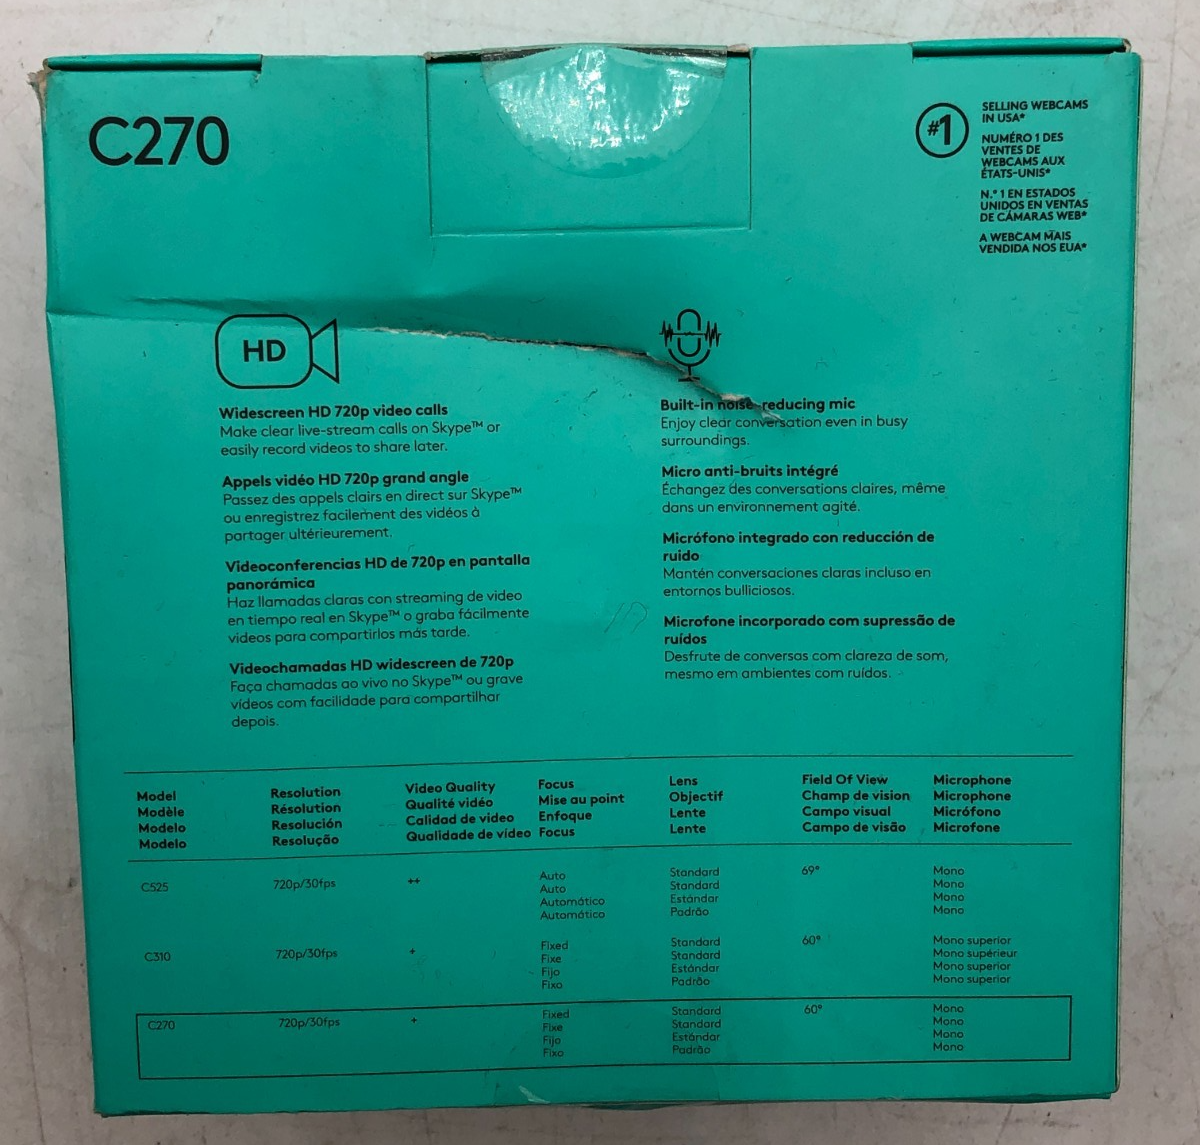 C270
#1
SELLING WEBCAMS
IN USA*
NUMÉRO 1 DES
VENTES DE
WEBCAMS AUX
ÉTATS-UNIS*
N.° 1 EN ESTADOS
UNIDOS EN VENTAS
DE CÁMARAS WEB*
A WEBCAM MAIS
VENDIDA NOS EUA*
HD
Widescreen HD 720p video calls
Make clear live-stream calls on Skype™ or
easily record videos to share later.
Appels vidéo HD 720p grand angle
Passez des appels clairs en direct sur Skype™
ou enregistrez facilement des vidéos à
partager ultérieurement.
Videoconferencias HD de 720p en pantalla
panorámica
Haz llamadas claras con streaming de video
en tiempo real en Skype™ o graba fácilmente
videos para compartirlos más tarde.
Videochamadas HD widescreen de 720p
Faça chamadas ao vivo no Skype™ ou grave
vídeos com facilidade para compartilhar
depois.
Built-in noise-reducing mic
Enjoy clear conversation even in busy
surroundings.
Micro anti-bruits intégré
Échangez des conversations claires, même
dans un environnement agité.
Micrófono integrado con reducción de
ruido
Mantén conversaciones claras incluso en
entornos bulliciosos.
Microfone incorporado com supressão de
ruídos
Desfrute de conversas com clareza de som,
mesmo em ambientes com ruídos.
Model Resolution Video Quality Focus Lens Field Of View Microphone
Modèle Résolution Qualité vidéo Mise au point Objectif Champ de vision Microphone
Modelo Resolución Calidad de video Enfoque Lente Campo visual Micrófono
Modelo Resolução Qualidade de vídeo Focus Lente Campo de visão Microfone
C525 720p/30fps ++ Auto Standard 69° Mono
Auto Standard Mono
Automático Estándar Mono
Automático Padrão Mono
C310 720p/30fps + Fixed Standard 60° Mono superior
Fixe Standard Mono supérieur
Fijo Estándar Mono superior
Fixo Padrão Mono superior
C270 720p/30fps + Fixed Standard 60° Mono
Fixe Standard Mono
Fijo Estándar Mono
Fixo Padrão Mono